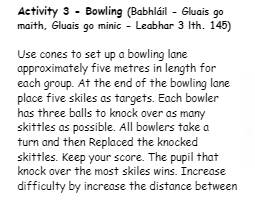 Activity 3 - Bowling (Babhláil - Gluais go
maith, Gluais go minic - Leabhar 3 lth. 145)
Use cones to set up a bowling lane
approximately five metres in length for
each group. At the end of the bowling lane
place five skiles as targets. Each bowler
has three balls to knock over as many
skittles as possible. All bowlers take a
turn and then Replaced the knocked
skittles. Keep your score. The pupil that
knock over the most skiles wins. Increase
difficulty by increase the distance between